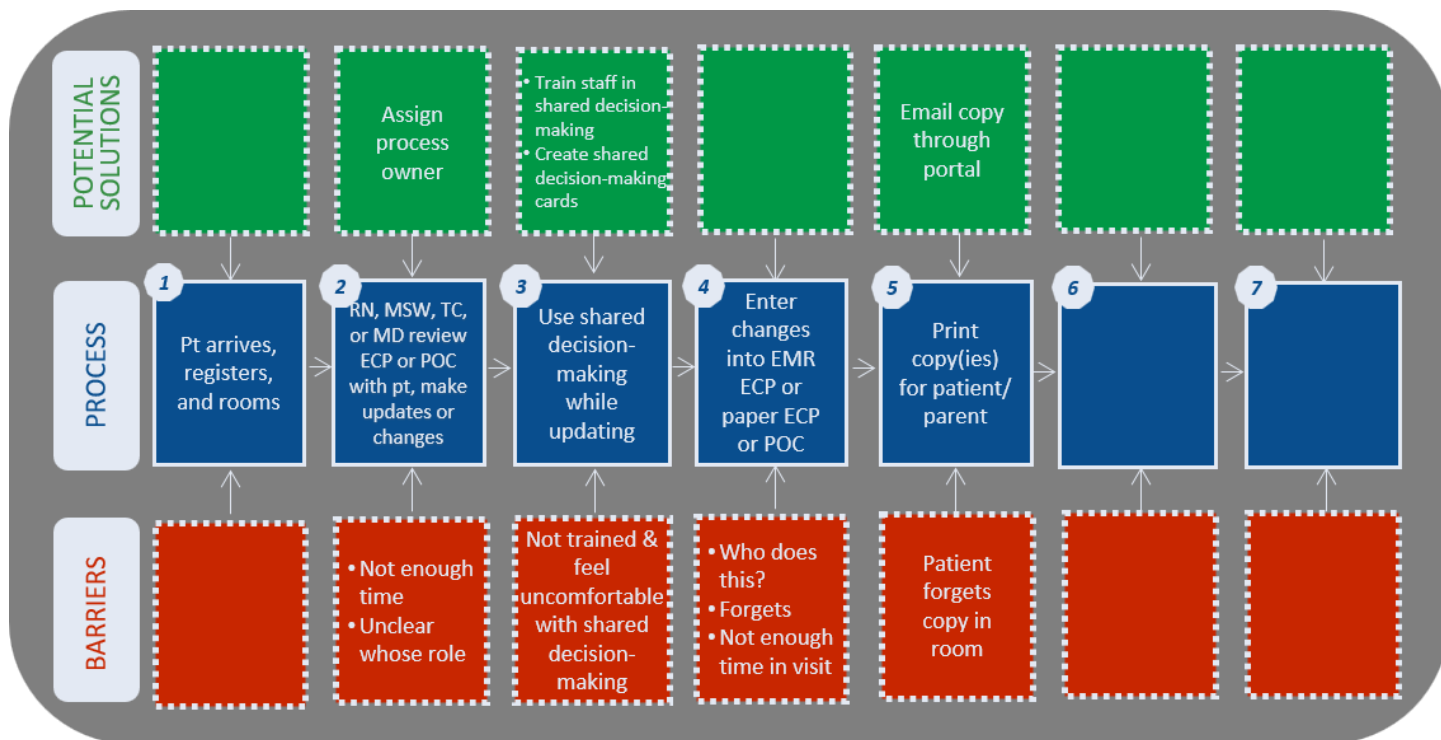 POTENTIAL
SOLUTIONS
Assign
process
owner
• Train staff in
shared decision-
making
• Create shared
decision-making
cards
Email copy
through
portal
PROCESS
1
Pt arrives,
registers,
and rooms
2
RN, MSW, TC,
or MD review
ECP or POC
with pt, make
updates or
changes
3
Use shared
decision-
making
while
updating
4
Enter
changes
into EMR
ECP or
paper ECP
or POC
5
Print
copy(ies)
for patient/
parent
6
7
BARRIERS
• Not enough
time
• Unclear
whose role
Not trained &
feel
uncomfortable
with shared
decision-
making
• Who does
this?
• Forgets
• Not enough
time in visit
Patient
forgets
copy in
room